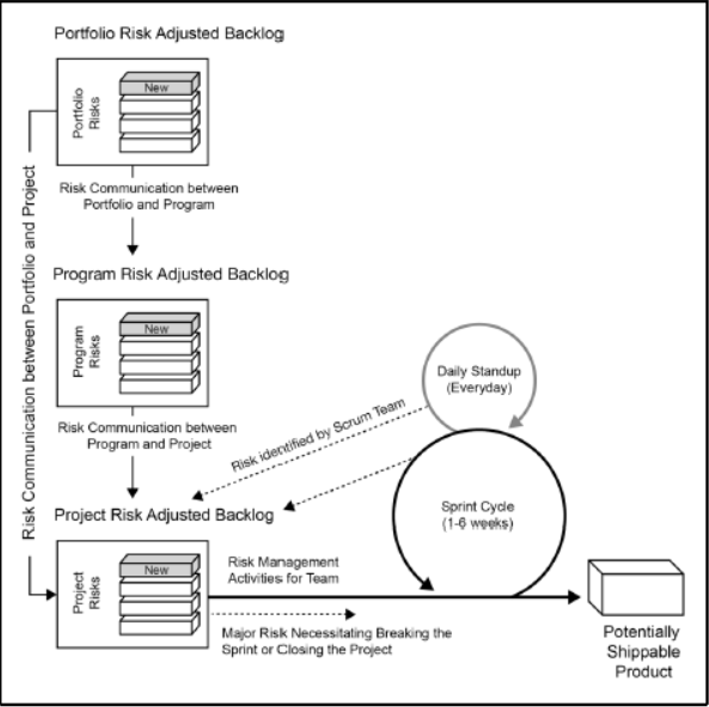 Portfolio Risk Adjusted Backlog
Portfolio
Risks
New
Risk Communication between
Portfolio and Program
Risk Communication between Portfolio and Project
Program Risk Adjusted Backlog
Program
Risks
New
Risk Communication between
Program and Project
Daily Standup
(Everyday)
Risk identified by Scrum Team
Sprint Cycle
(1-6 weeks)
Project Risk Adjusted Backlog
Project
Risks
New
Risk Management
Activities for Team
Major Risk Necessitating Breaking the
Sprint or Closing the Project
Potentially
Shippable
Product